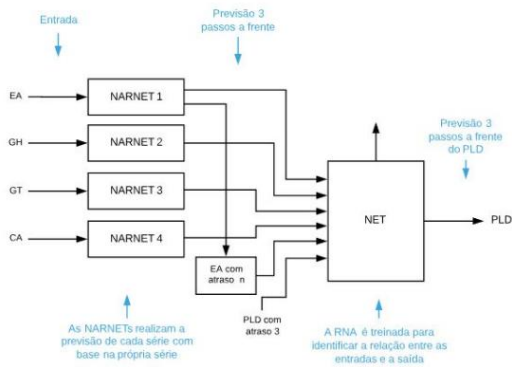 Entrada
Previsão 3
passos a frente
EA
NARNET 1
GH
NARNET 2
GT
NARNET 3
CA
NARNET 4
EA com
atraso n
PLD com
atraso 3
NET
Previsão 3
passos a frente
do PLD
PLD
As NARNETs realizam a
previsão de cada série com
base na própria série
A RNA é treinada para
identificar a relação entre as
entradas e a saída